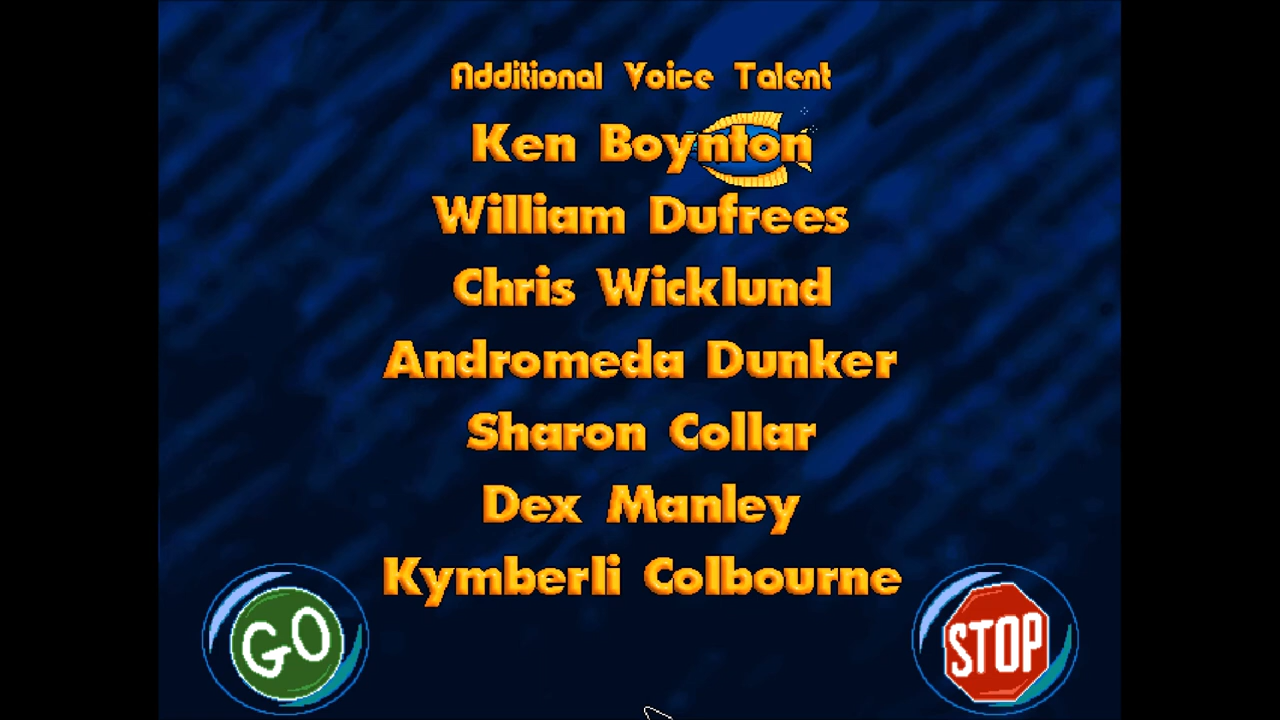 Additional Voice Talent
Ken Boynton
William Dufrees
Chris Wicklund
Andromeda Dunker
Sharon Collar
Dex Manley
Kymberli Colbourne
GO
STOP